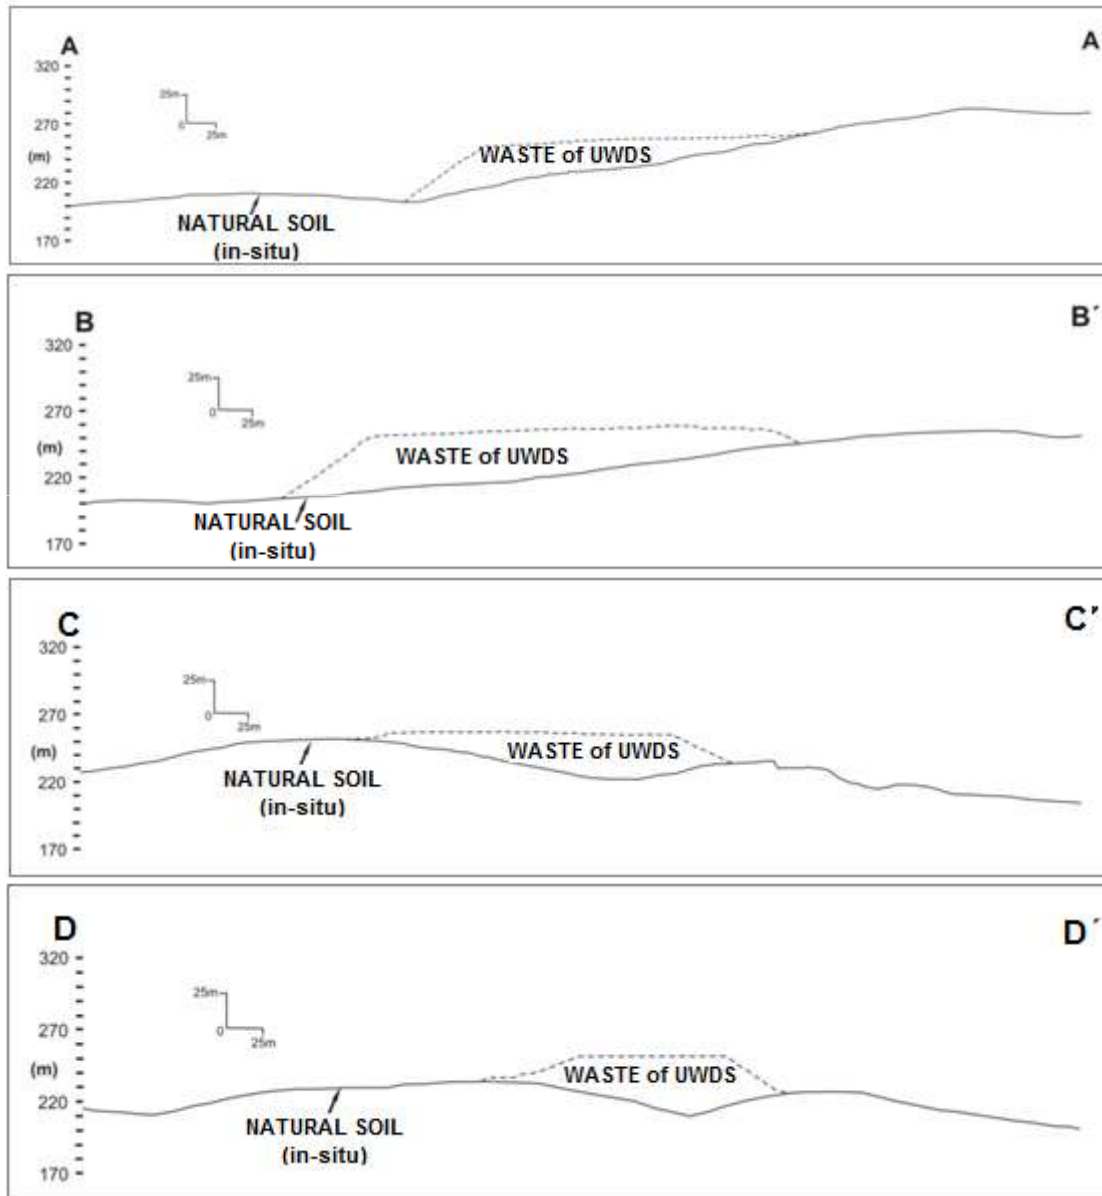 A A
320
25m
270
0 25m
(m)
WASTE of UWDS
220
NATURAL SOIL
170
(in-situ)
B B´
320
25m
270
0 25m
(m)
WASTE of UWDS
220
NATURAL SOIL
170
(in-situ)
C C´
320
25m
270
0 25m
(m)
WASTE of UWDS
220
NATURAL SOIL
(in-situ)
170
D D´
320
25m
270
0 25m
(m)
WASTE of UWDS
220
NATURAL SOIL
(in-situ)
170